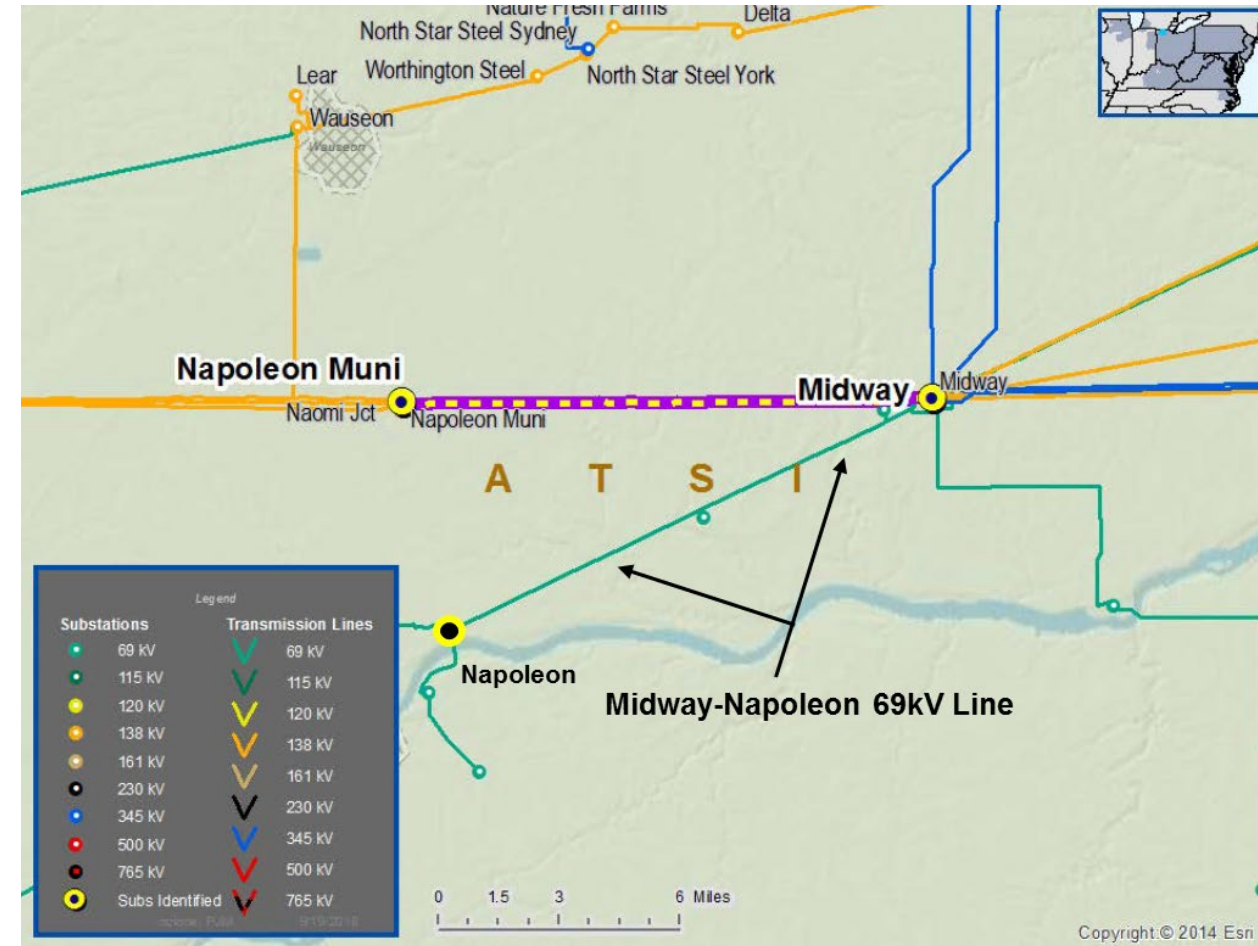 Nature Fresh Farms
Delta
North Star Steel Sydney
Lear
Worthington Steel
North Star Steel York
Wauseon
Wauseon
Napoleon Muni
Midway
Midway
Naomi Jct
Napoleon Muni
A T S I
Napoleon
Midway-Napoleon 69kV Line
Legend
Substations
Transmission Lines
69 kV
69 kV
115 kV
115 kV
120 kV
120 kV
138 kV
138 kV
161 kV
161 kV
230 kV
230 kV
345 kV
345 kV
500 kV
500 kV
765 kV
765 kV
Subs Identified
0 1.5 3 6 Miles
Copyright:© 2014 Esri